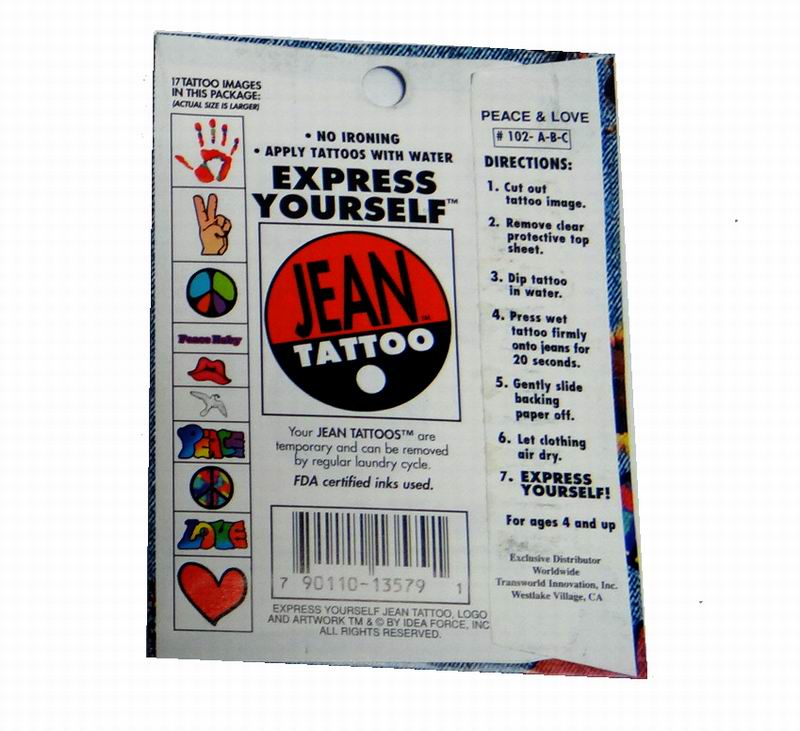 17 TATTOO IMAGES
IN THIS PACKAGE:
(ACTUAL SIZE IS LARGER)
Peace Baby
PEACE
LOVE
• NO IRONING
• APPLY TATTOOS WITH WATER
EXPRESS
YOURSELF™
JEAN™
TATTOO
Your JEAN TATTOOS™ are
temporary and can be removed
by regular laundry cycle.
FDA certified inks used.
7 90110-13579 1
EXPRESS YOURSELF JEAN TATTOO, LOGO
AND ARTWORK TM & © BY IDEA FORCE, INC
ALL RIGHTS RESERVED.
PEACE & LOVE
# 102- A-B-C
DIRECTIONS:
1. Cut out
tattoo image.
2. Remove clear
protective top
sheet.
3. Dip tattoo
in water.
4. Press wet
tattoo firmly
onto jeans for
20 seconds.
5. Gently slide
backing
paper off.
6. Let clothing
air dry.
7. EXPRESS
YOURSELF!
For ages 4 and up
Exclusive Distributor
Worldwide
Transworld Innovation, Inc.
Westlake Village, CA